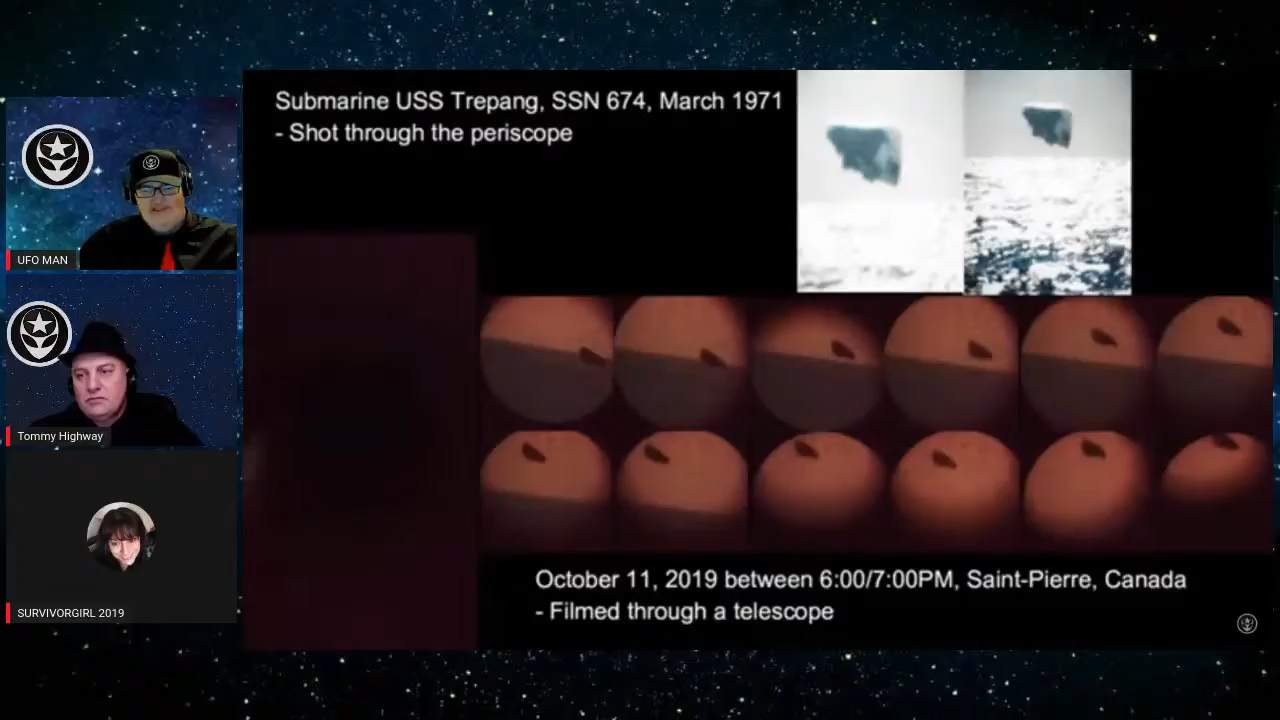 Submarine USS Trepang, SSN 674, March 1971
- Shot through the periscope
UFO MAN
Tommy Highway
SURVIVORGIRL 2019
October 11, 2019 between 6:00/7:00PM, Saint-Pierre, Canada
- Filmed through a telescope